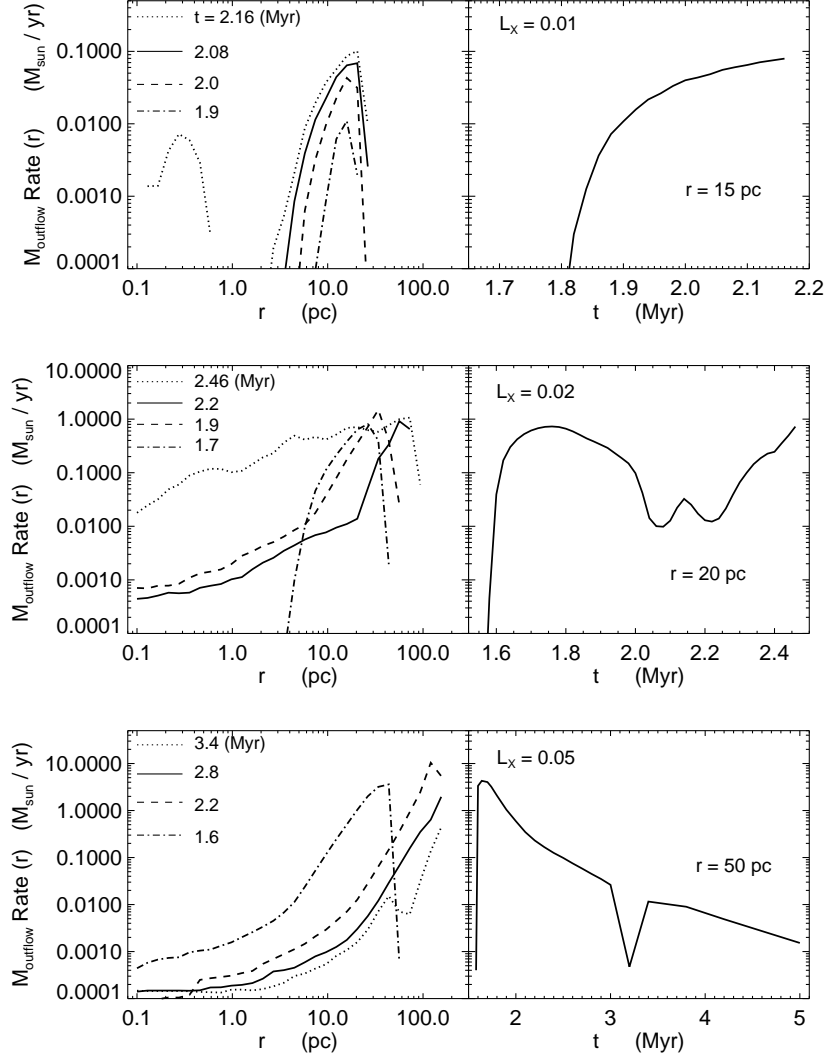 t = 2.16 (Myr)
2.08
2.0
1.9
M_outflow Rate (r) (M_sun / yr)
0.1000
0.0100
0.0010
0.0001
0.1 1.0 10.0 100.0
r (pc)
L_X = 0.01
r = 15 pc
1.7 1.8 1.9 2.0 2.1 2.2
t (Myr)
2.46 (Myr)
2.2
1.9
1.7
M_outflow Rate (r) (M_sun / yr)
10.0000
1.0000
0.1000
0.0100
0.0010
0.0001
0.1 1.0 10.0 100.0
r (pc)
L_X = 0.02
r = 20 pc
1.6 1.8 2.0 2.2 2.4
t (Myr)
3.4 (Myr)
2.8
2.2
1.6
M_outflow Rate (r) (M_sun / yr)
10.0000
1.0000
0.1000
0.0100
0.0010
0.0001
0.1 1.0 10.0 100.0
r (pc)
L_X = 0.05
r = 50 pc
2 3 4 5
t (Myr)